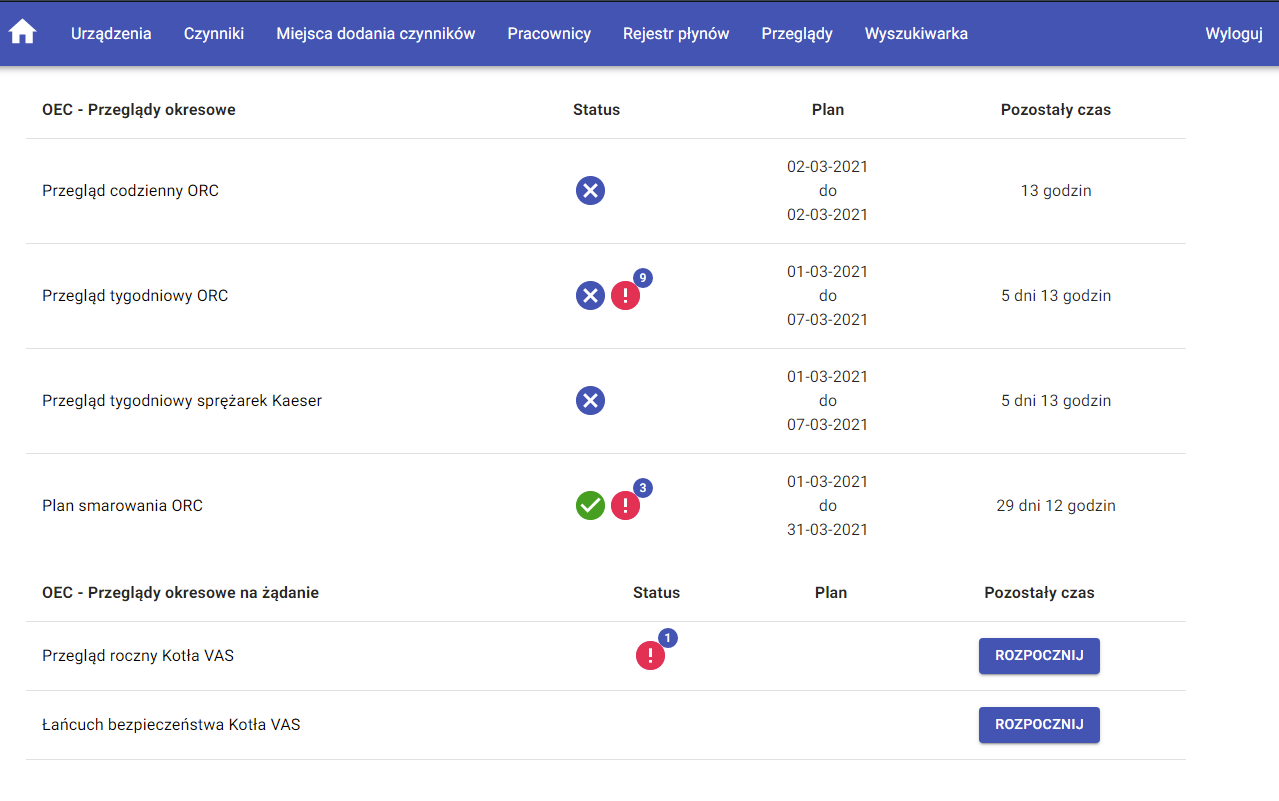 Urządzenia Czynniki Miejsca dodania czynników Pracownicy Rejestr płynów Przeglądy Wyszukiwarka Wyloguj
OEC - Przeglądy okresowe Status Plan Pozostały czas
02-03-2021
Przegląd codzienny ORC do 13 godzin
02-03-2021
9 01-03-2021
Przegląd tygodniowy ORC ! do 5 dni 13 godzin
07-03-2021
01-03-2021
Przegląd tygodniowy sprężarek Kaeser do 5 dni 13 godzin
07-03-2021
3 01-03-2021
Plan smarowania ORC ! do 29 dni 12 godzin
31-03-2021
OEC - Przeglądy okresowe na żądanie Status Plan Pozostały czas
1
Przegląd roczny Kotła VAS ! ROZPOCZNIJ
Łańcuch bezpieczeństwa Kotła VAS ROZPOCZNIJ